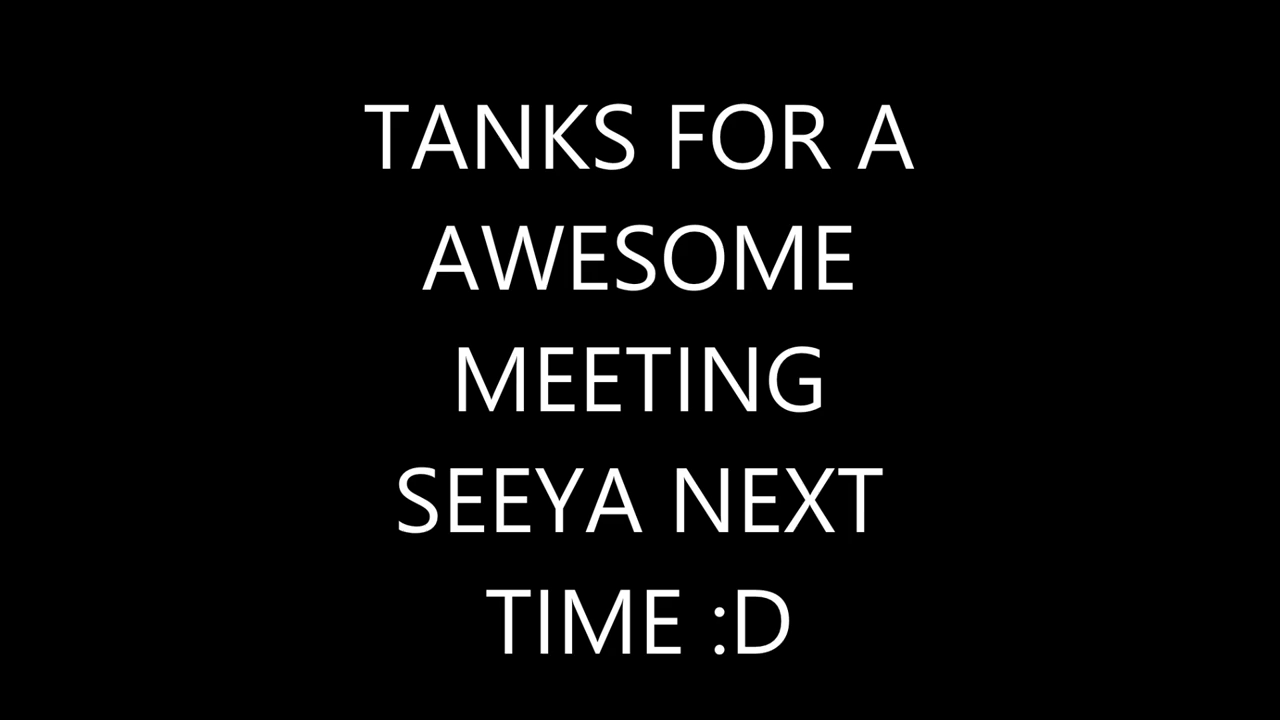 TANKS FOR A
AWESOME
MEETING
SEEYA NEXT
TIME :D